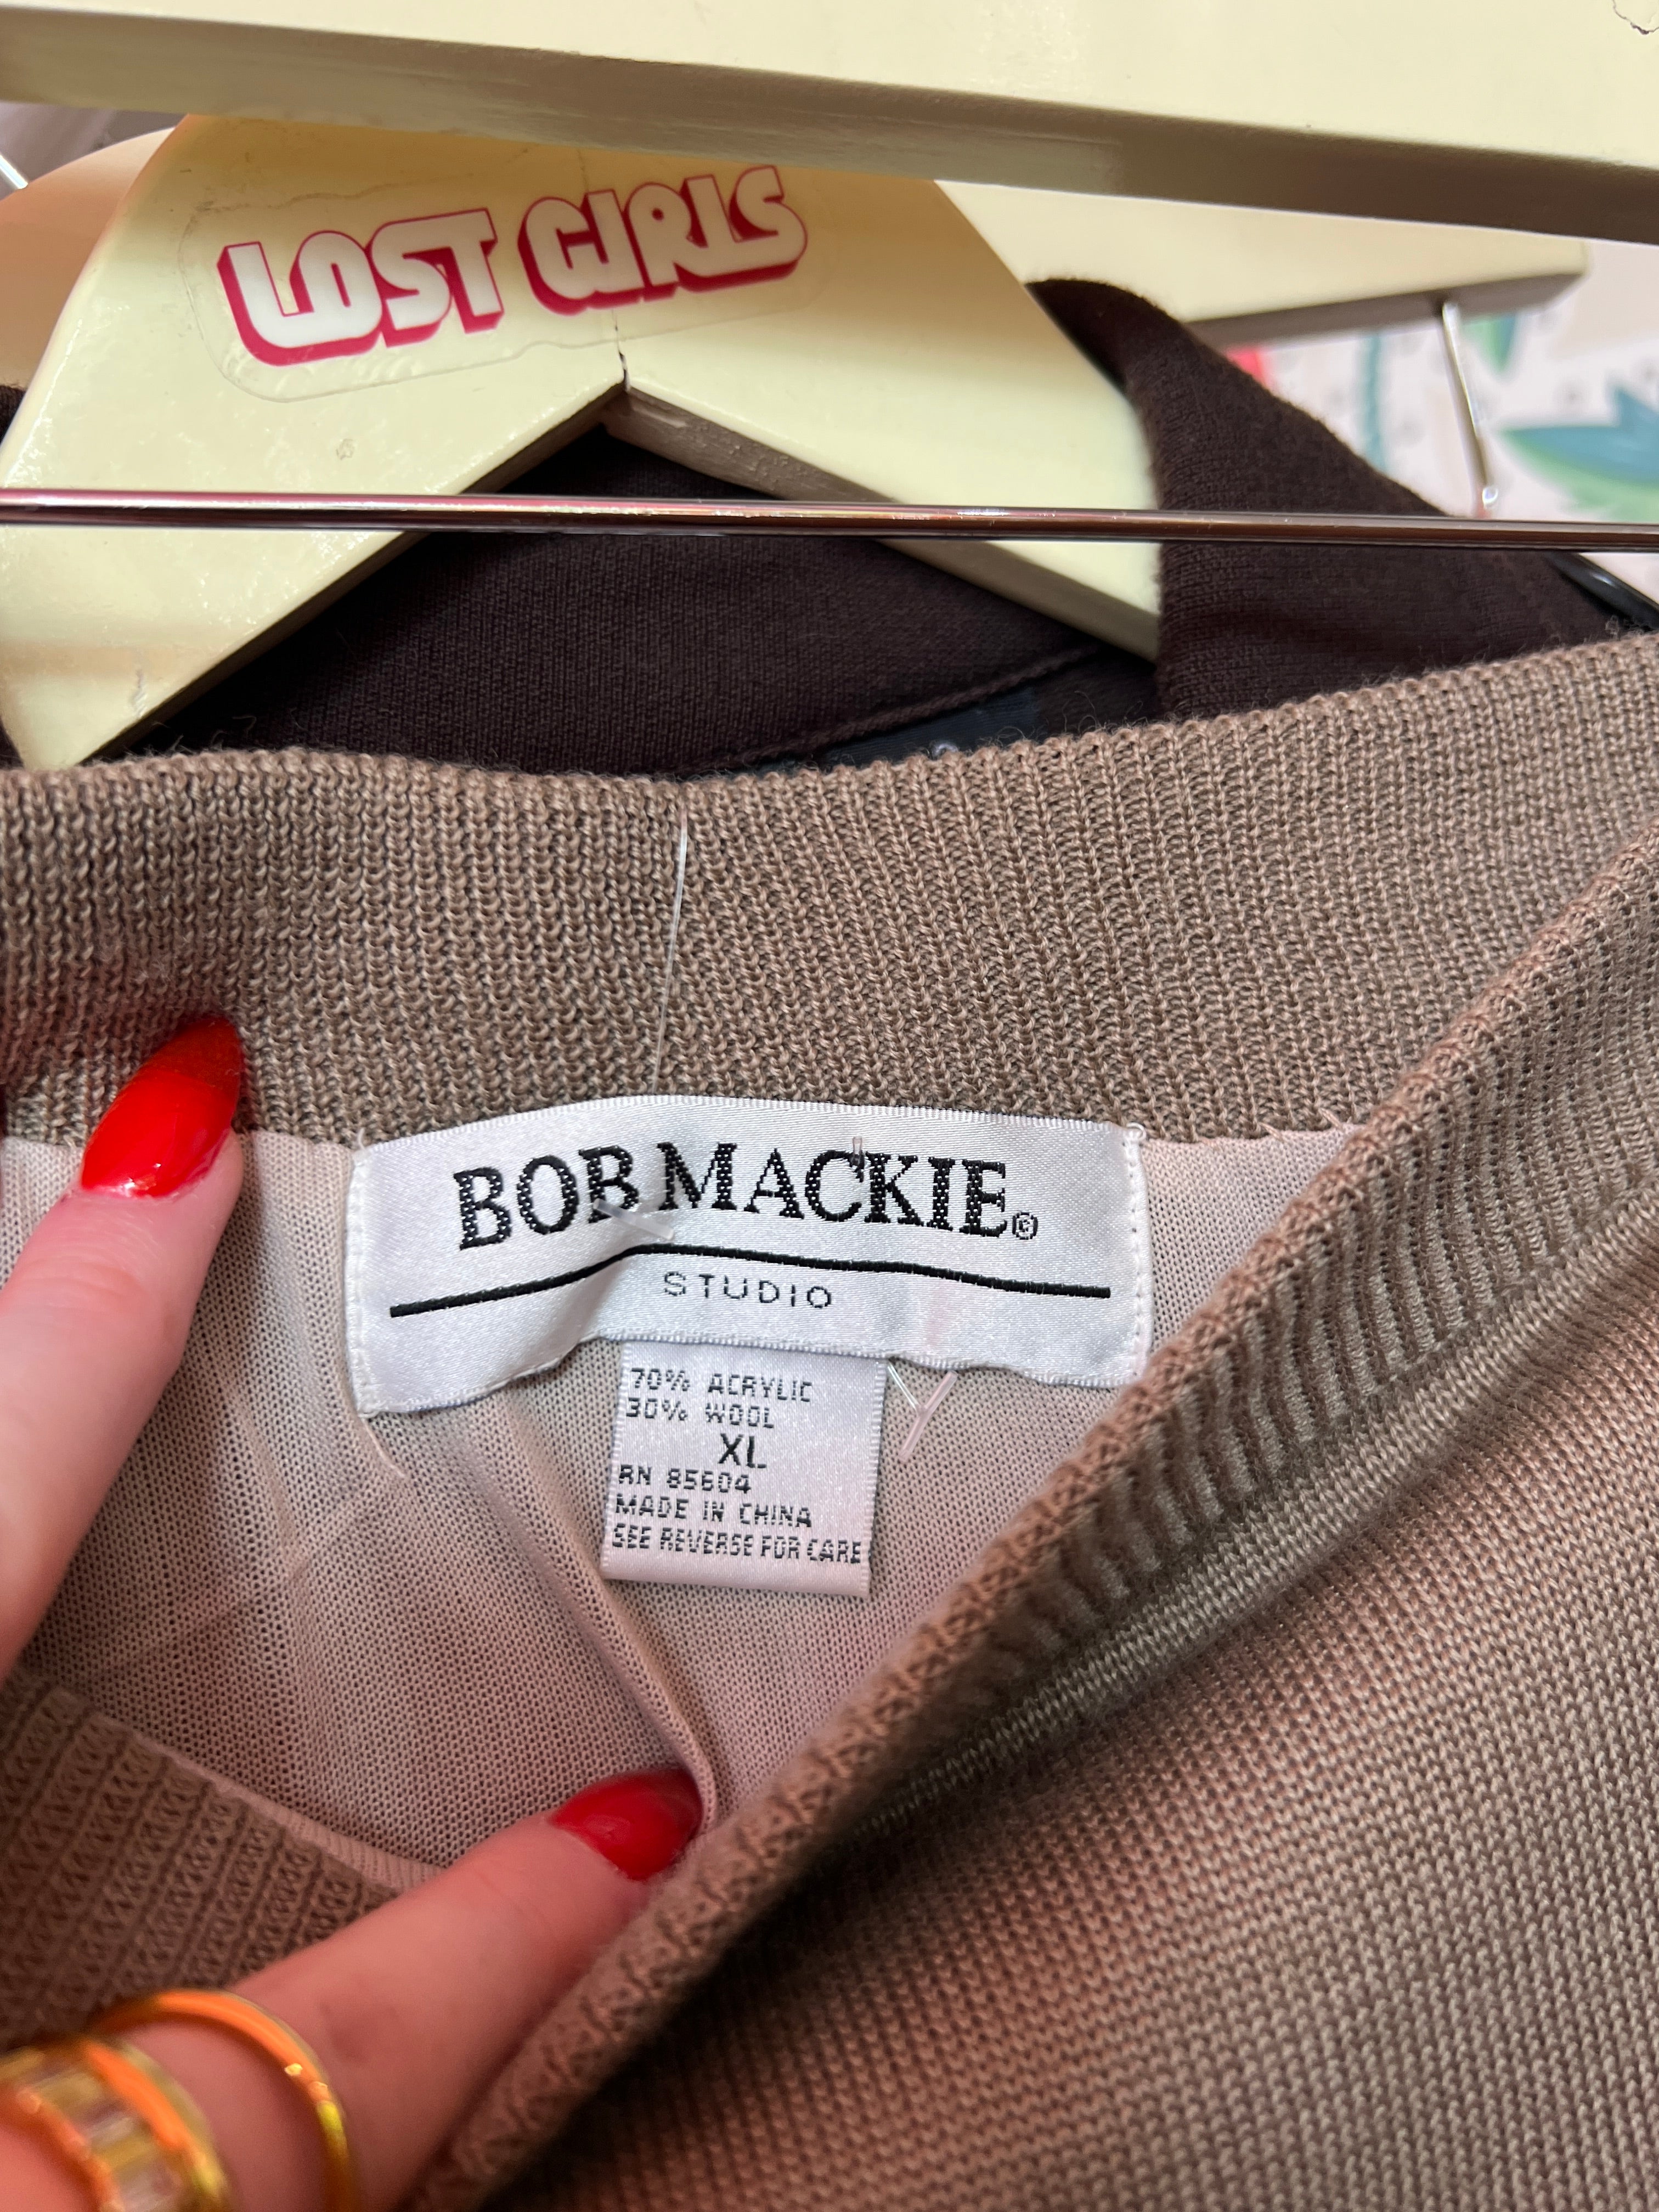 LOST GIRLS
BOB MACKIE©
STUDIO
70% ACRYLIC
30% WOOL
XL
RN 85604
MADE IN CHINA
SEE REVERSE FOR CARE